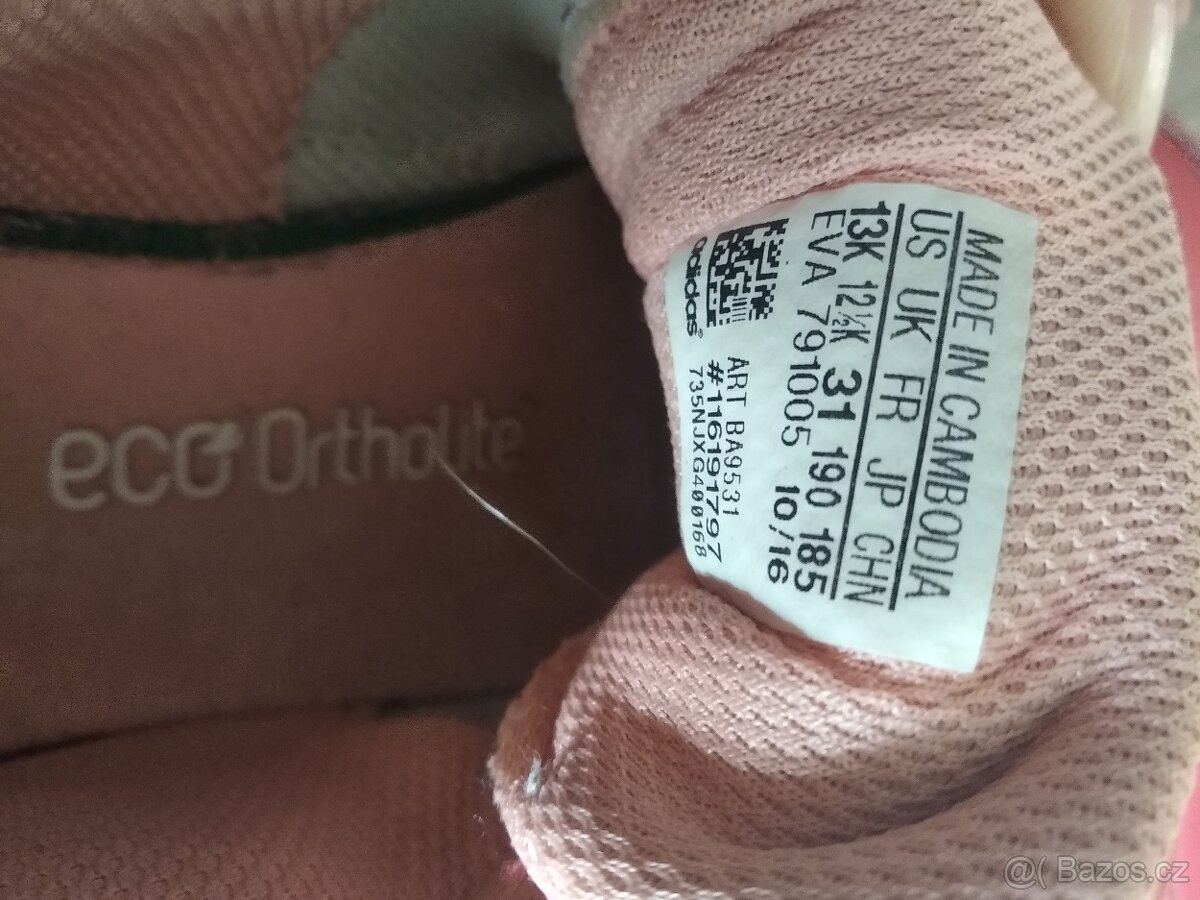 MADE IN CAMBODIA
US UK FR JP CHN
13K 12½K 31 190 185
EVA 791005 10/16
ART BA9531
#116191797
735NJXG400168
adidas®
eco OrthoLite
@( Bazos.cz